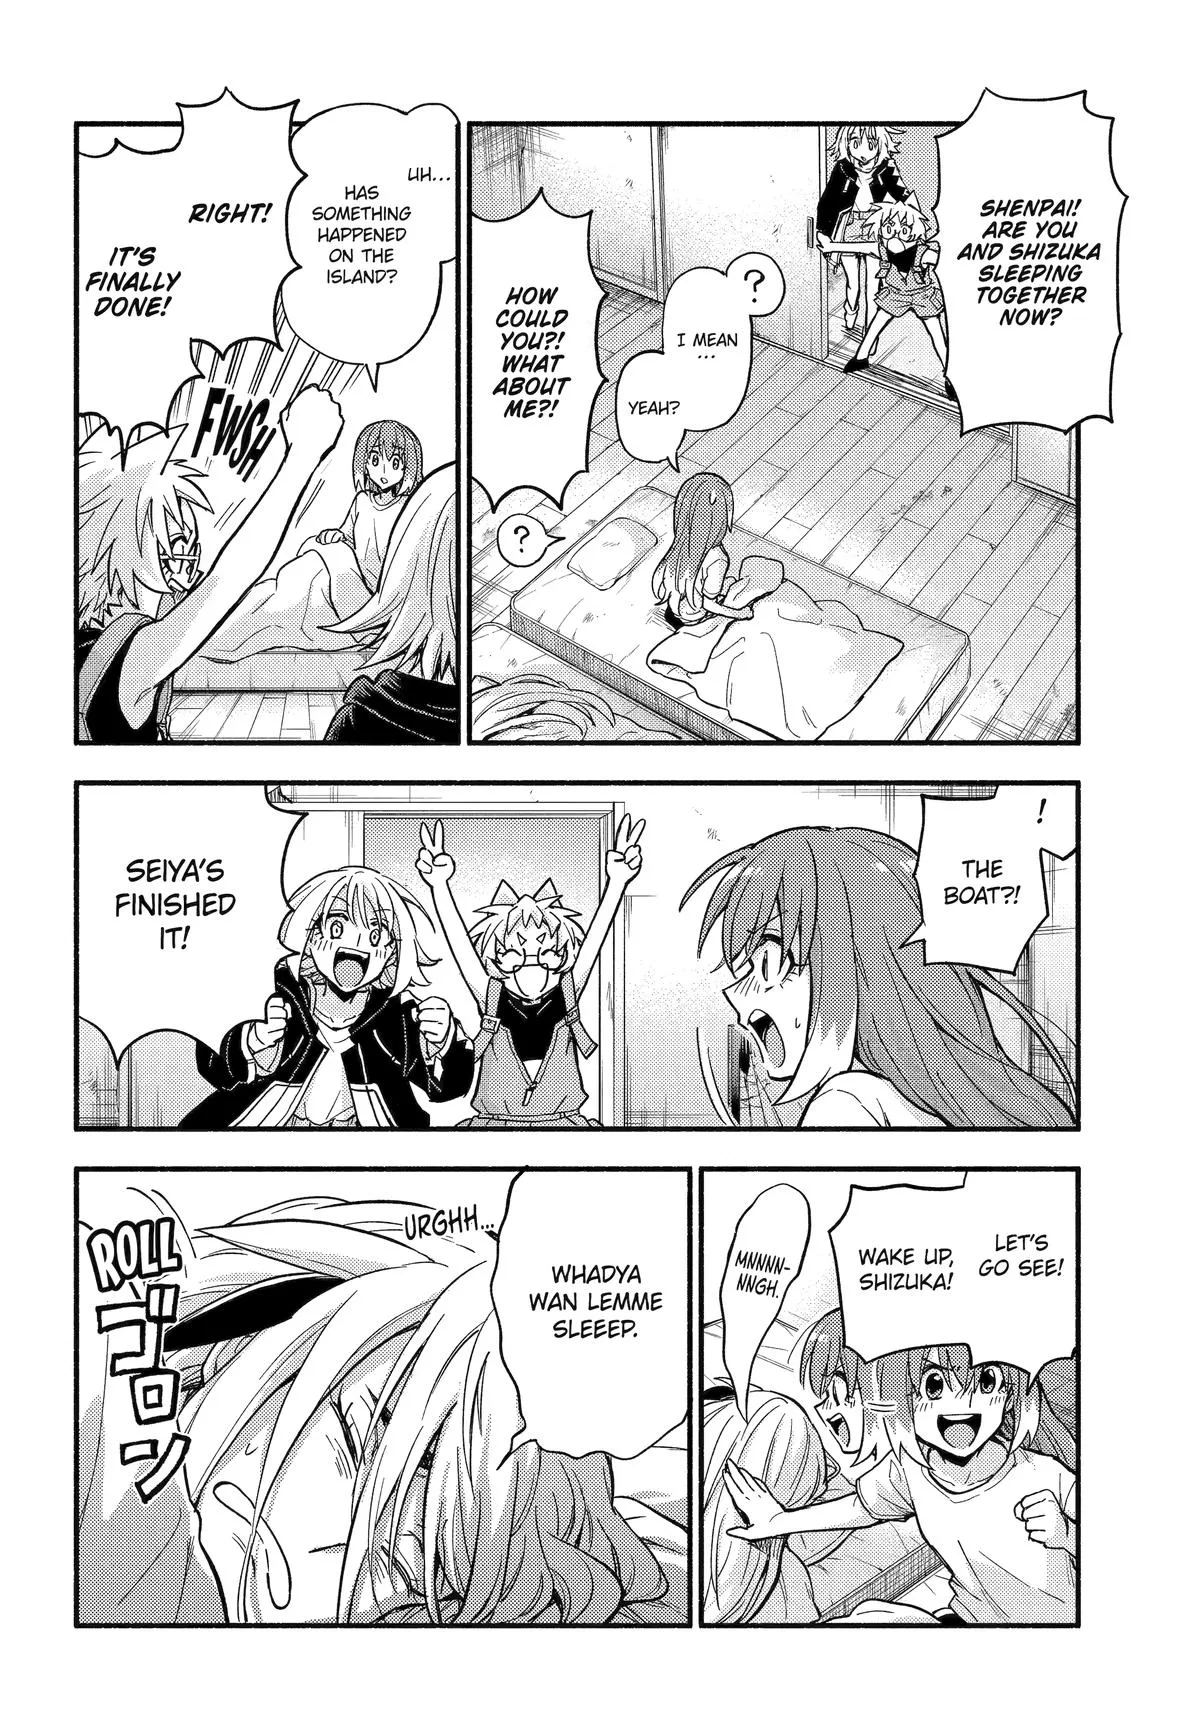 SHENPAI!
ARE YOU
AND SHIZUKA
SLEEPING
TOGETHER
NOW?
?
I MEAN
...
YEAH?
HOW
COULD
YOU?!
WHAT
ABOUT
ME?!
?
UH...
HAS
SOMETHING
HAPPENED
ON THE
ISLAND?
RIGHT!
IT'S
FINALLY
DONE!
FWSH
!
THE
BOAT?!
SEIYA'S
FINISHED
IT!
LET'S
GO SEE!
WAKE UP,
SHIZUKA!
MNNNN-
NNGH.
WHADYA
WAN LEMME
SLEEEP.
URGHH...
ROLL
ゴロン